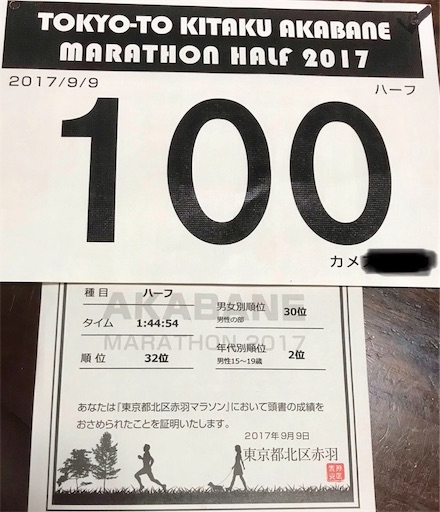 TOKYO-TO KITAKU AKABANE
MARATHON HALF 2017
2017/9/9
ハーフ
100
カメ
AKABANE
MARATHON 2017
種目 ハーフ
男女別順位 30位
男性の部
タイム 1:44:54
順位 32位
年代別順位 2位
男性15~19歳
あなたは「東京都北区赤羽マラソン」において頭書の成績を
おさめられたことを証明いたします。
2017年9月9日
東京都北区赤羽